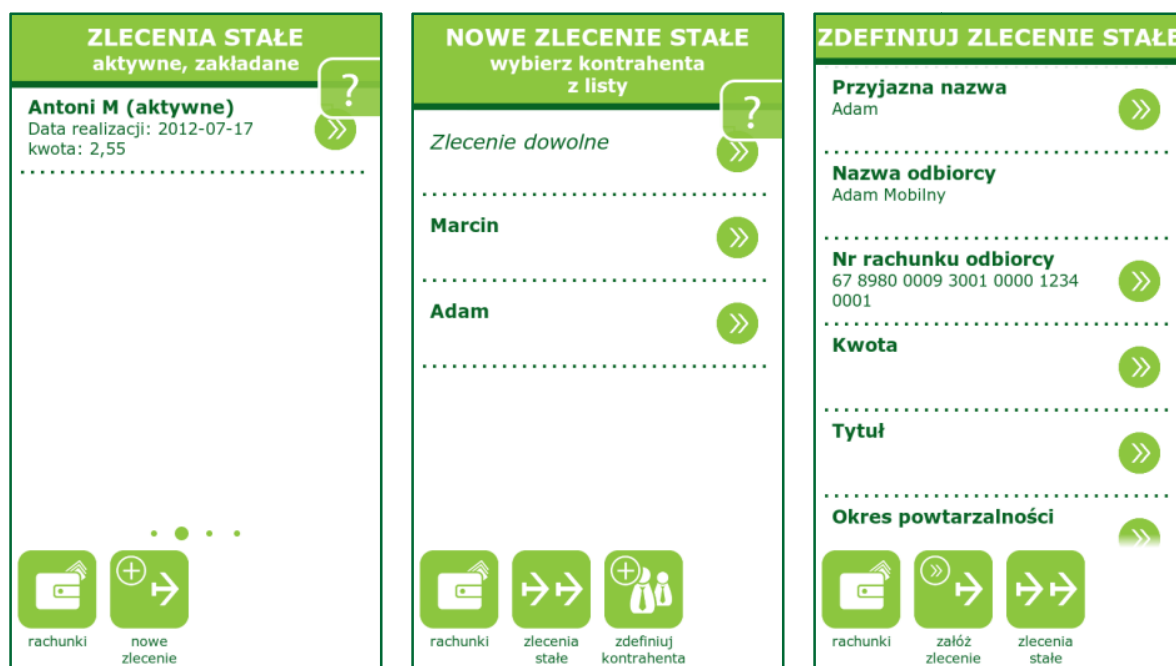 ZLECENIA STAŁE
aktywne, zakładane
?
Antoni M (aktywne)
Data realizacji: 2012-07-17
kwota: 2,55
rachunki
nowe
zlecenie
NOWE ZLECENIE STAŁE
wybierz kontrahenta
z listy
?
Zlecenie dowolne
Marcin
Adam
rachunki
zlecenia
stałe
zdefiniuj
kontrahenta
ZDEFINIUJ ZLECENIE STAŁE
Przyjazna nazwa
Adam
Nazwa odbiorcy
Adam Mobilny
Nr rachunku odbiorcy
67 8980 0009 3001 0000 1234
0001
Kwota
Tytuł
Okres powtarzalności
rachunki
załóż
zlecenie
zlecenia
stałe